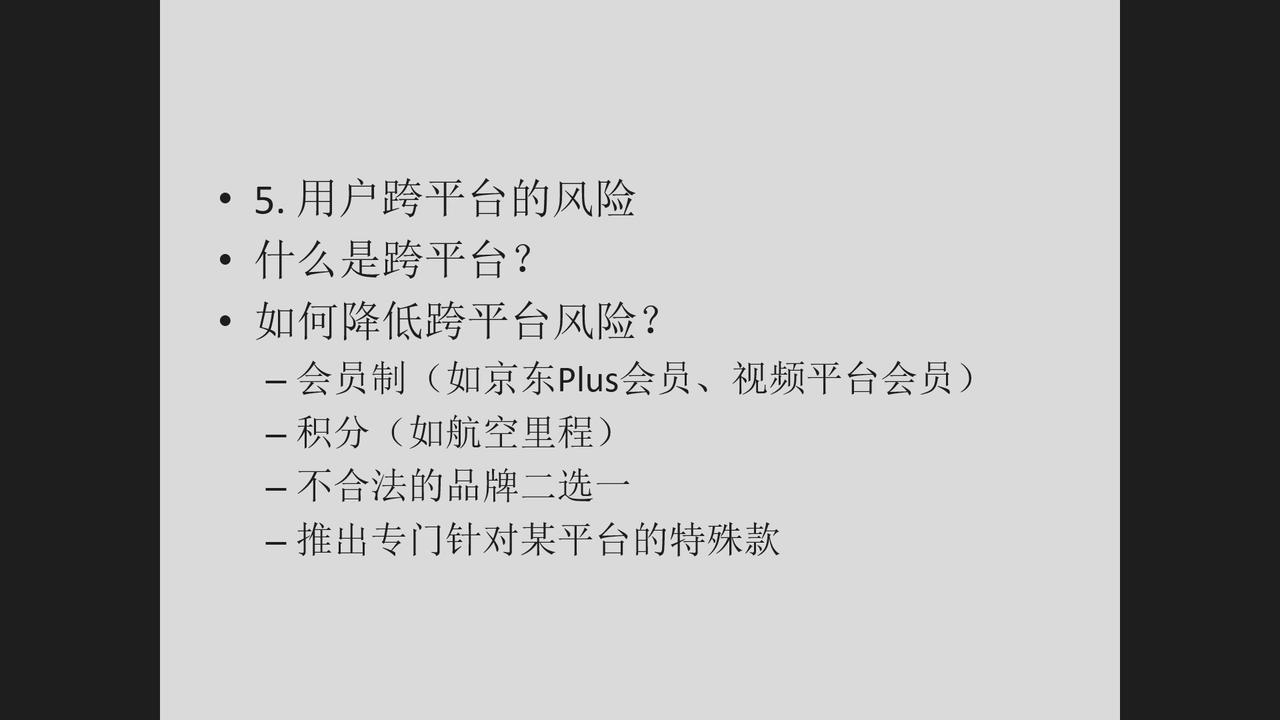 • 5. 用户跨平台的风险
• 什么是跨平台？
• 如何降低跨平台风险？
– 会员制（如京东Plus会员、视频平台会员）
– 积分（如航空里程）
– 不合法的品牌二选一
– 推出专门针对某平台的特殊款